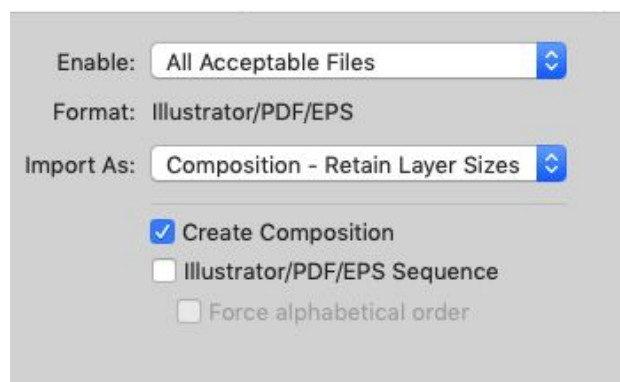 Enable: All Acceptable Files
Format: Illustrator/PDF/EPS
Import As: Composition - Retain Layer Sizes
Create Composition
Illustrator/PDF/EPS Sequence
Force alphabetical order